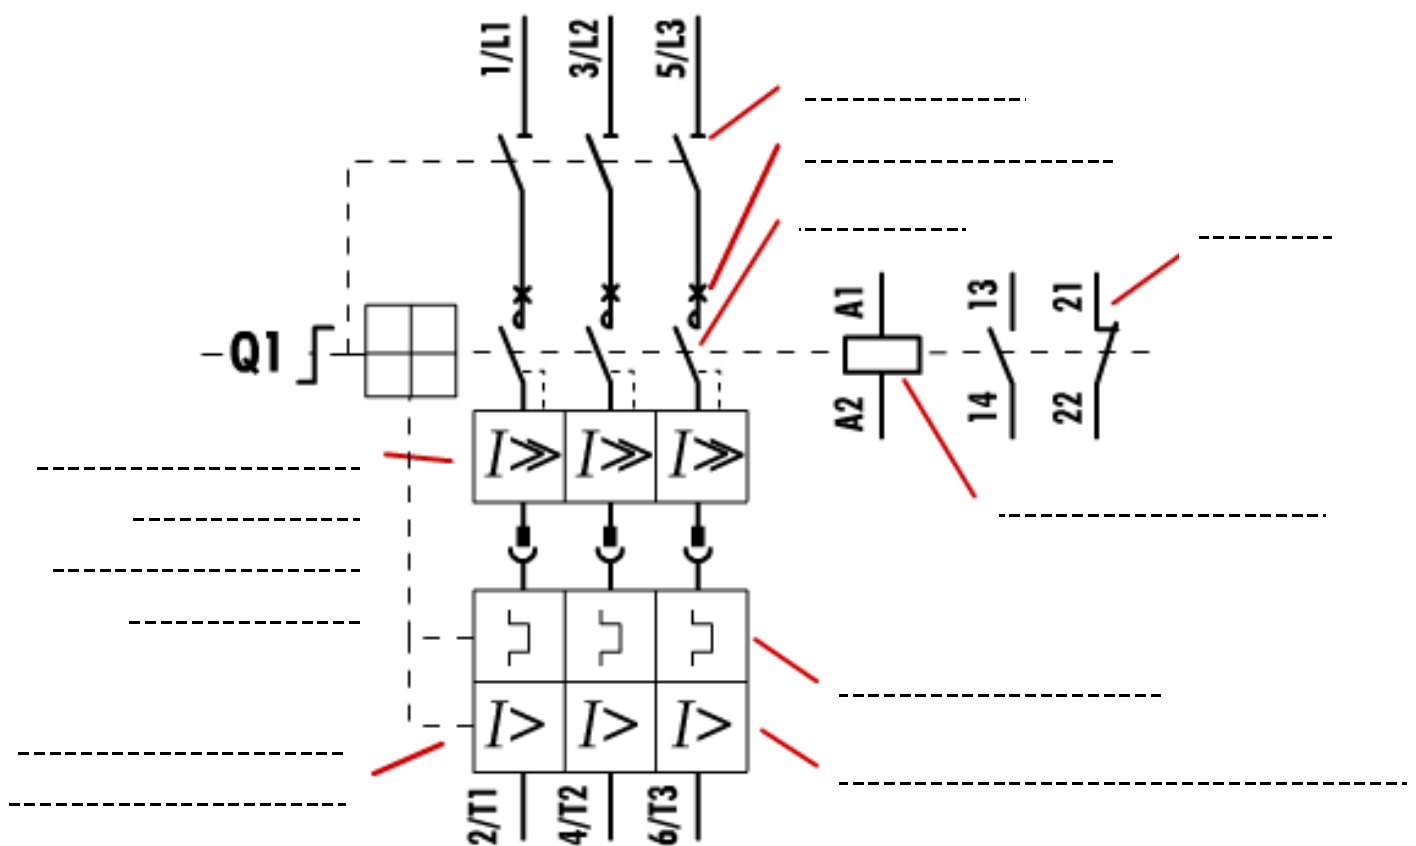 1/L1
3/L2
5/L3
Q1
A1
13
21
A2
14
22
I>> I>> I>>
I> I> I>
2/T1
4/T2
6/T3